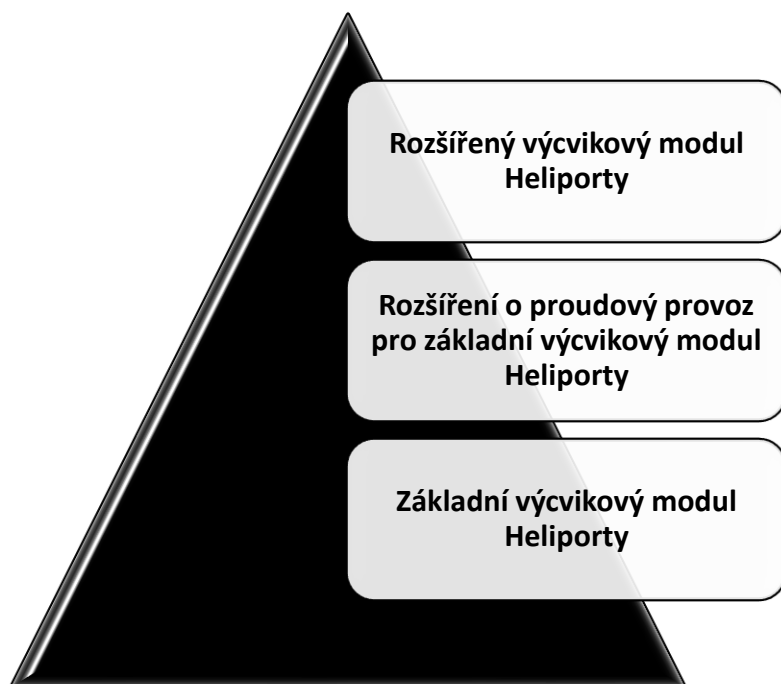 Rozšířený výcvikový modul
Heliporty
Rozšíření o proudový provoz
pro základní výcvikový modul
Heliporty
Základní výcvikový modul
Heliporty